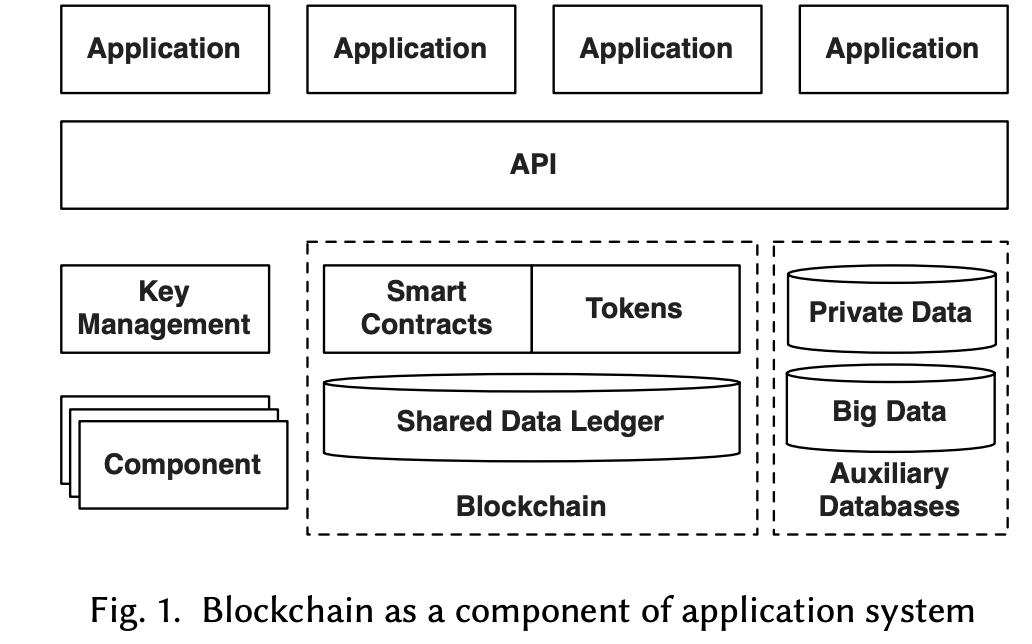 Application
Application
Application
Application
API
Key
Management
Smart
Contracts
Tokens
Private Data
Shared Data Ledger
Big Data
Component
Auxiliary
Databases
Blockchain
Fig. 1. Blockchain as a component of application system